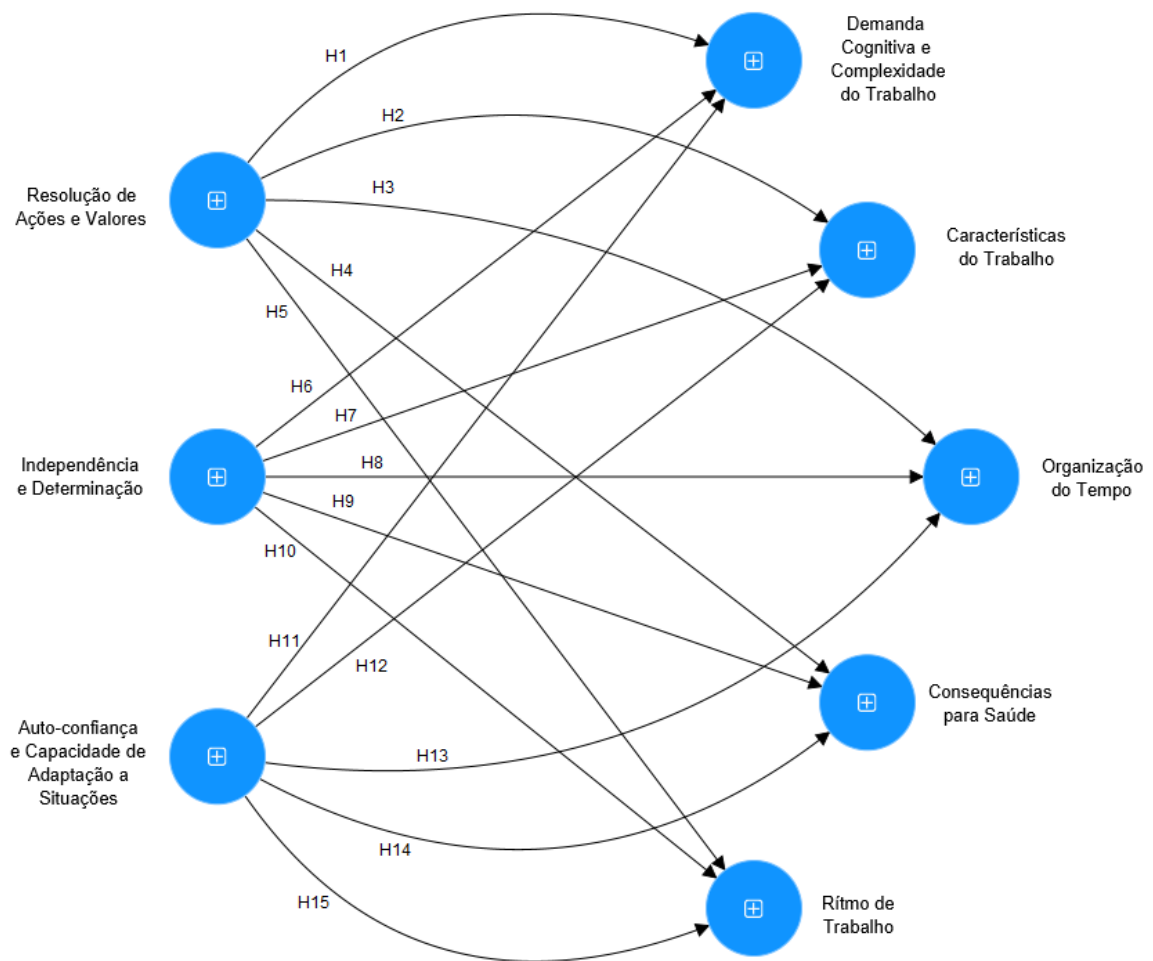 Demanda
Cognitiva e
Complexidade
do Trabalho
H1
H2
Resolução de
Ações e Valores
H3
Características
do Trabalho
H4
H5
H6
H7
Independência
e Determinação
H8
Organização
do Tempo
H9
H10
H11
H12
Auto-confiança
e Capacidade de
Adaptação a
Situações
Consequências
para Saúde
H13
H14
H15
Rítmo de
Trabalho